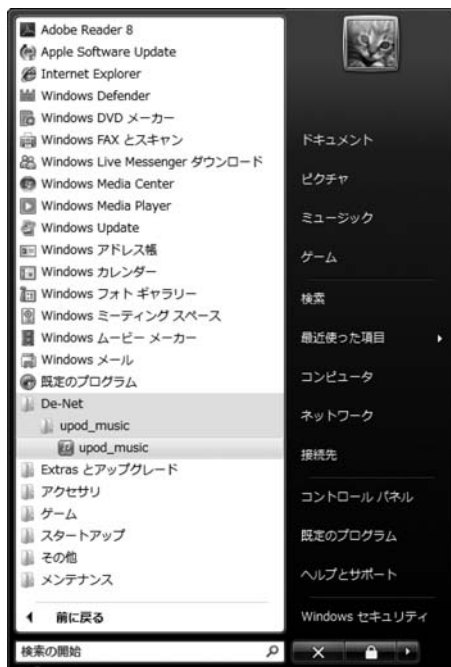 Adobe Reader 8
Apple Software Update
Internet Explorer
Windows Defender
Windows DVD メーカー
Windows FAX とスキャン
Windows Live Messenger ダウンロード
Windows Media Center
Windows Media Player
Windows Update
Windows アドレス帳
Windows カレンダー
Windows フォト ギャラリー
Windows ミーティング スペース
Windows ムービー メーカー
Windows メール
既定のプログラム
De-Net
upod_music
upod_music
Extras とアップグレード
アクセサリ
ゲーム
スタートアップ
その他
メンテナンス
前に戻る
検索の開始
ドキュメント
ピクチャ
ミュージック
ゲーム
検索
最近使った項目
コンピュータ
ネットワーク
接続先
コントロール パネル
既定のプログラム
ヘルプとサポート
Windows セキュリティ